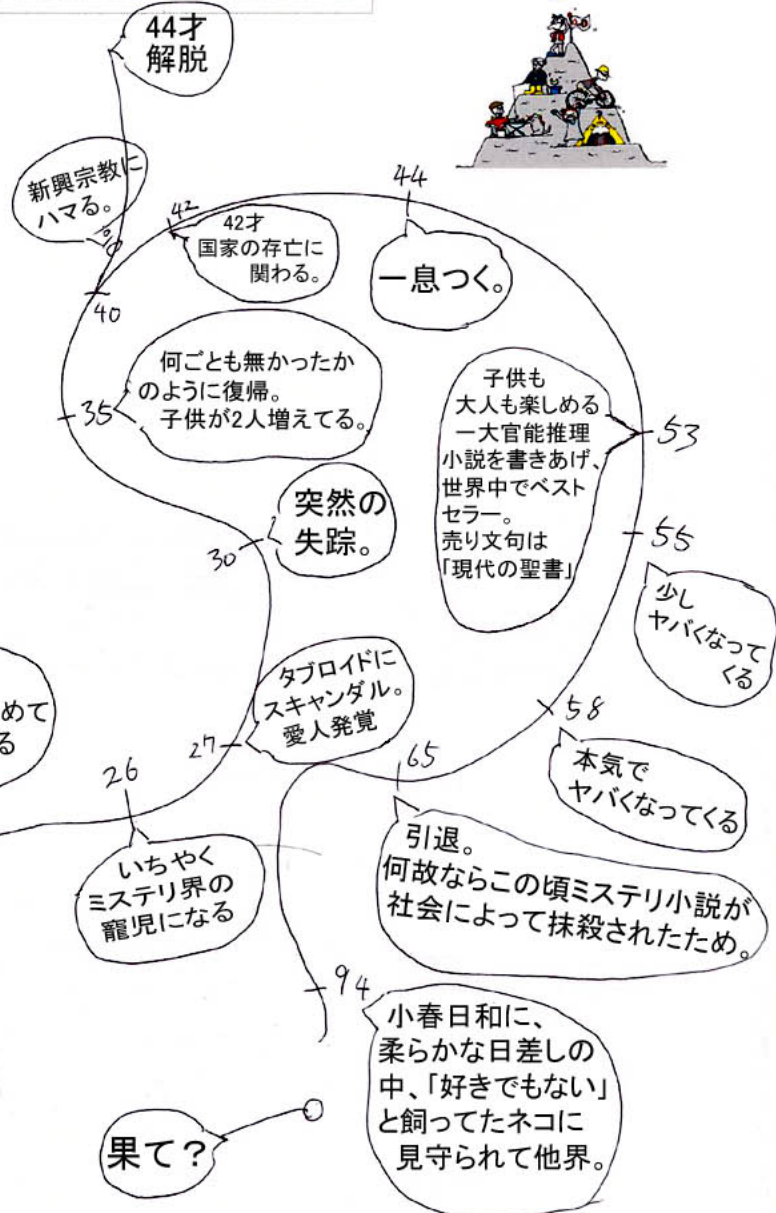 44才
解脱
新興宗教に
ハマる。
40
42
42才
国家の存亡に
関わる。
44
一息つく。
35
何ごとも無かったか
のように復帰。
子供が2人増えてる。
子供も
大人も楽しめる
一大官能推理
小説を書きあげ、
世界中でベスト
セラー。
売り文句は
「現代の聖書」
53
30
突然の
失踪。
55
少し
ヤバくなって
くる
めて
る
27
タブロイドに
スキャンダル。
愛人発覚
58
本気で
ヤバくなってくる
26
いちやく
ミステリ界の
寵児になる
65
引退。
何故ならこの頃ミステリ小説が
社会によって抹殺されたため。
94
小春日和に、
柔らかな日差しの
中、「好きでもない」
と飼ってたネコに
見守られて他界。
果て？